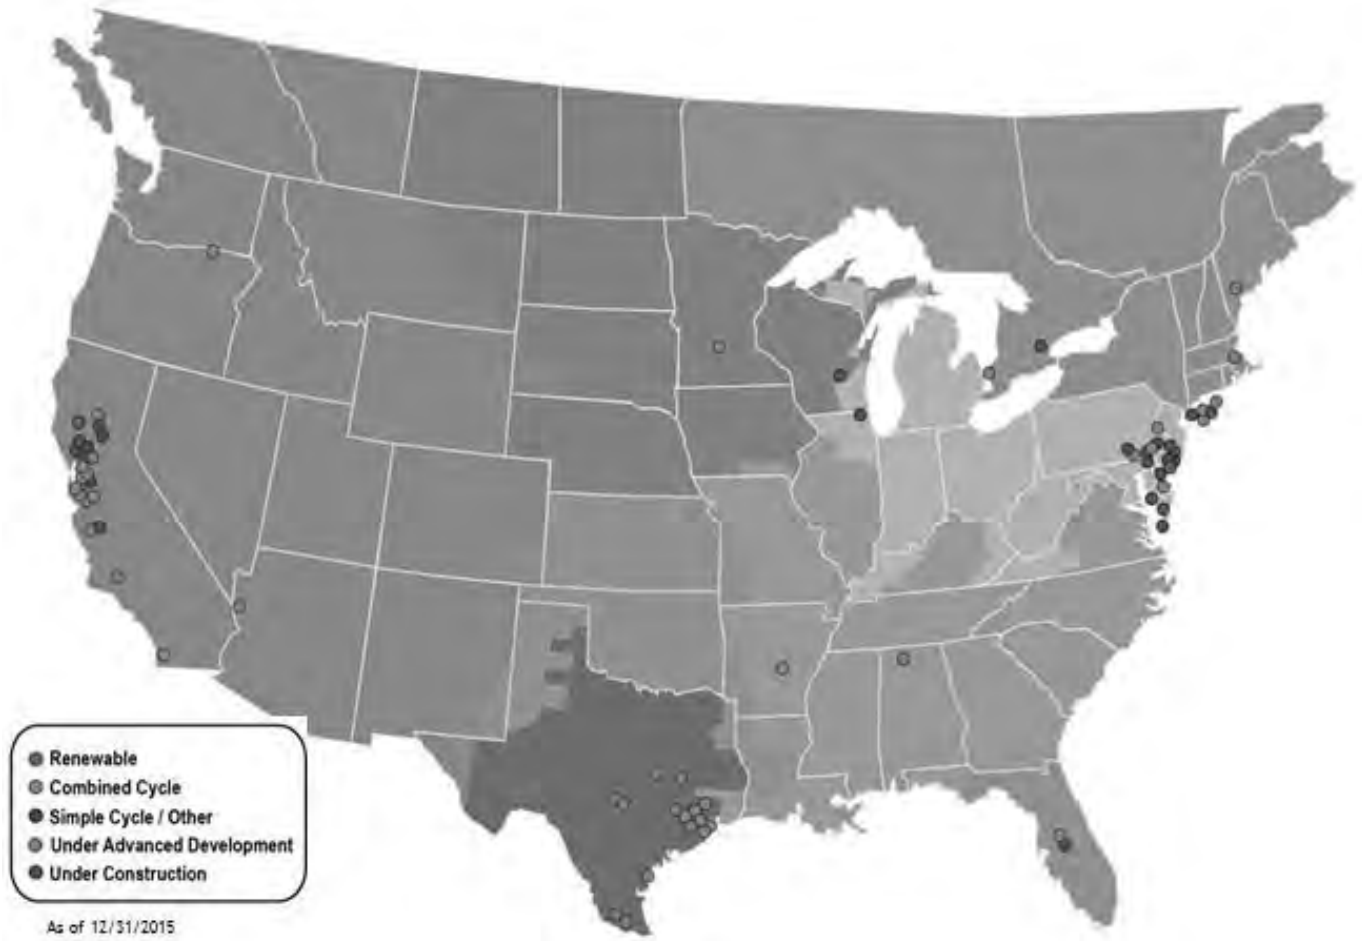 Renewable
Combined Cycle
Simple Cycle / Other
Under Advanced Development
Under Construction
As of 12/31/2015